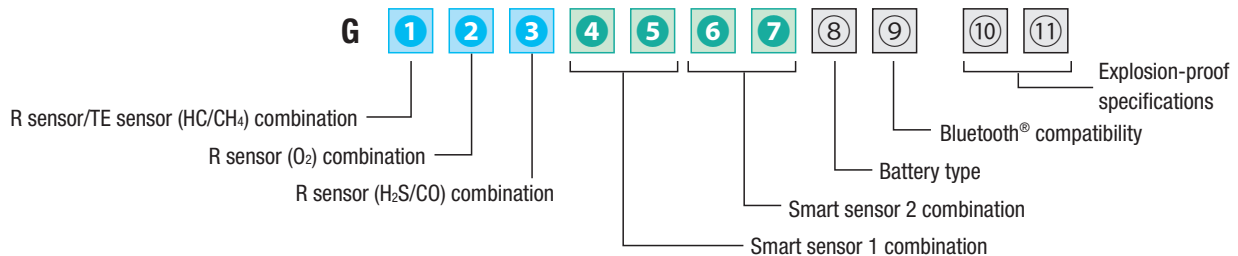 G 1 2 3 4 5 6 7 ⑧ ⑨ ⑩ ⑪
Explosion-proof
specifications
R sensor/TE sensor (HC/CH₄) combination
Bluetooth® compatibility
R sensor (O₂) combination
Battery type
R sensor (H₂S/CO) combination
Smart sensor 2 combination
Smart sensor 1 combination